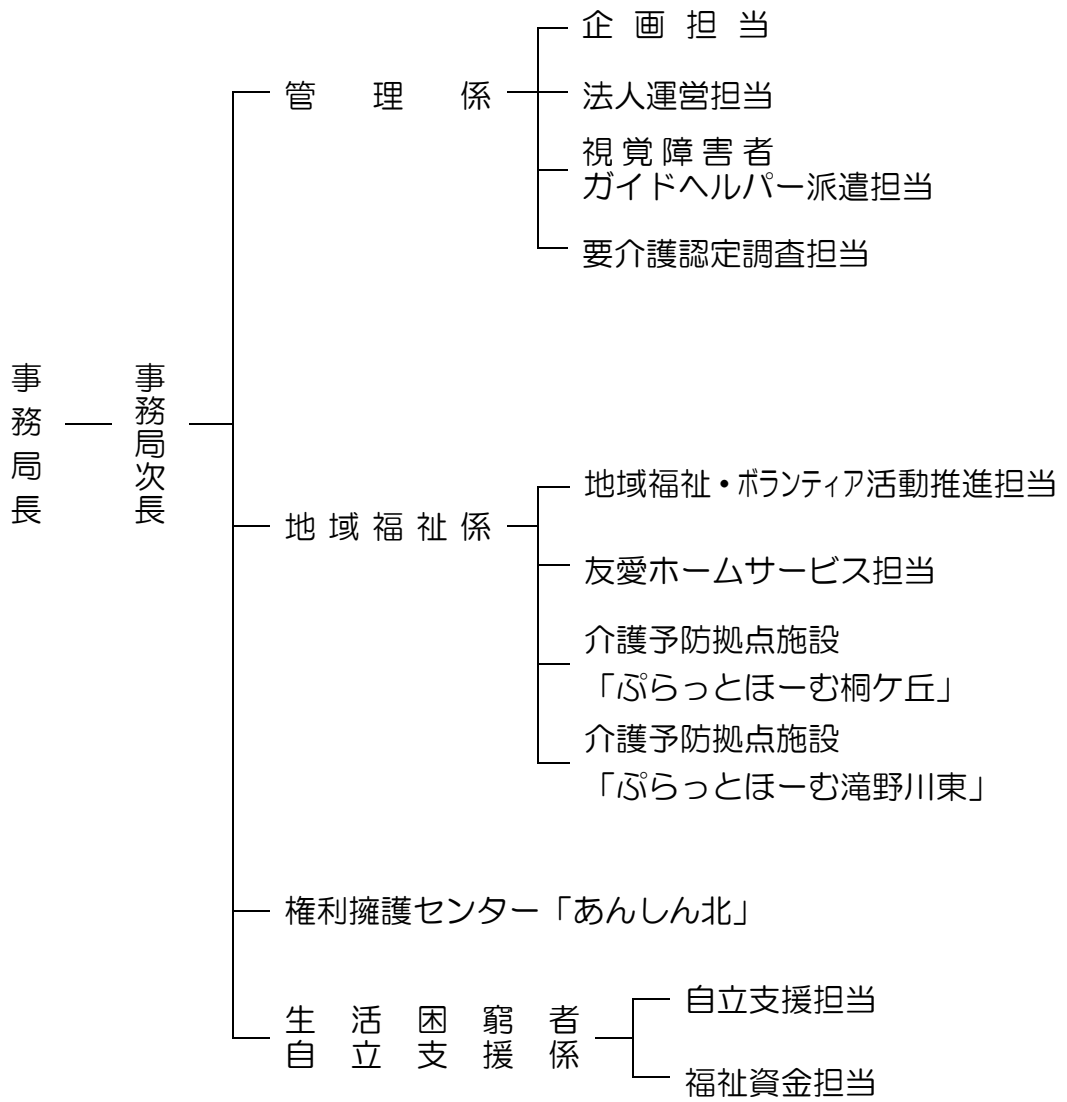 事務局長
事務局次長
管理係
企画担当
法人運営担当
視覚障害者
ガイドヘルパー派遣担当
要介護認定調査担当
地域福祉係
地域福祉・ボランティア活動推進担当
友愛ホームサービス担当
介護予防拠点施設
「ぷらっとほーむ桐ケ丘」
介護予防拠点施設
「ぷらっとほーむ滝野川東」
権利擁護センター「あんしん北」
生活困窮者
自立支援係
自立支援担当
福祉資金担当